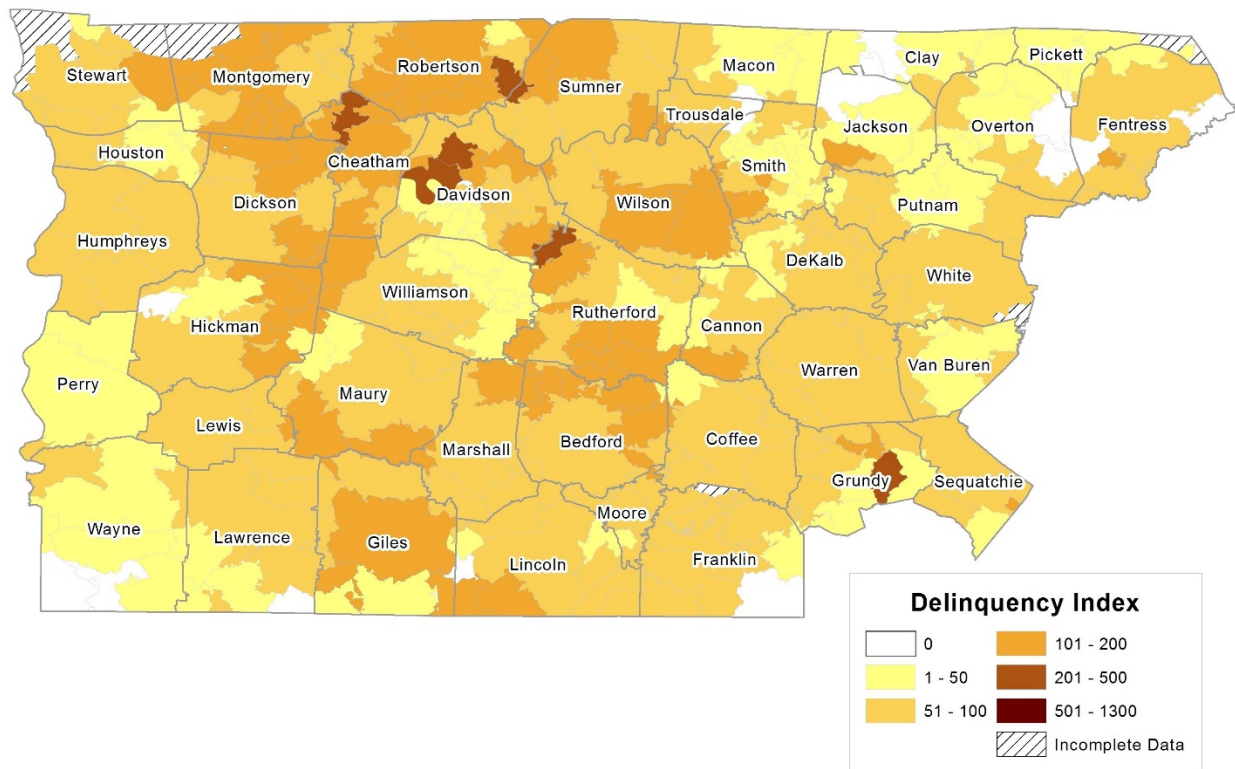 Stewart
Montgomery
Robertson
Sumner
Macon
Clay
Pickett
Trousdale
Jackson
Overton
Fentress
Houston
Cheatham
Smith
Dickson
Davidson
Wilson
Putnam
Humphreys
DeKalb
White
Williamson
Hickman
Rutherford
Cannon
Perry
Maury
Warren
Van Buren
Lewis
Marshall
Bedford
Coffee
Grundy
Sequatchie
Wayne
Lawrence
Giles
Lincoln
Moore
Franklin
Delinquency Index
0
1 - 50
51 - 100
101 - 200
201 - 500
501 - 1300
Incomplete Data